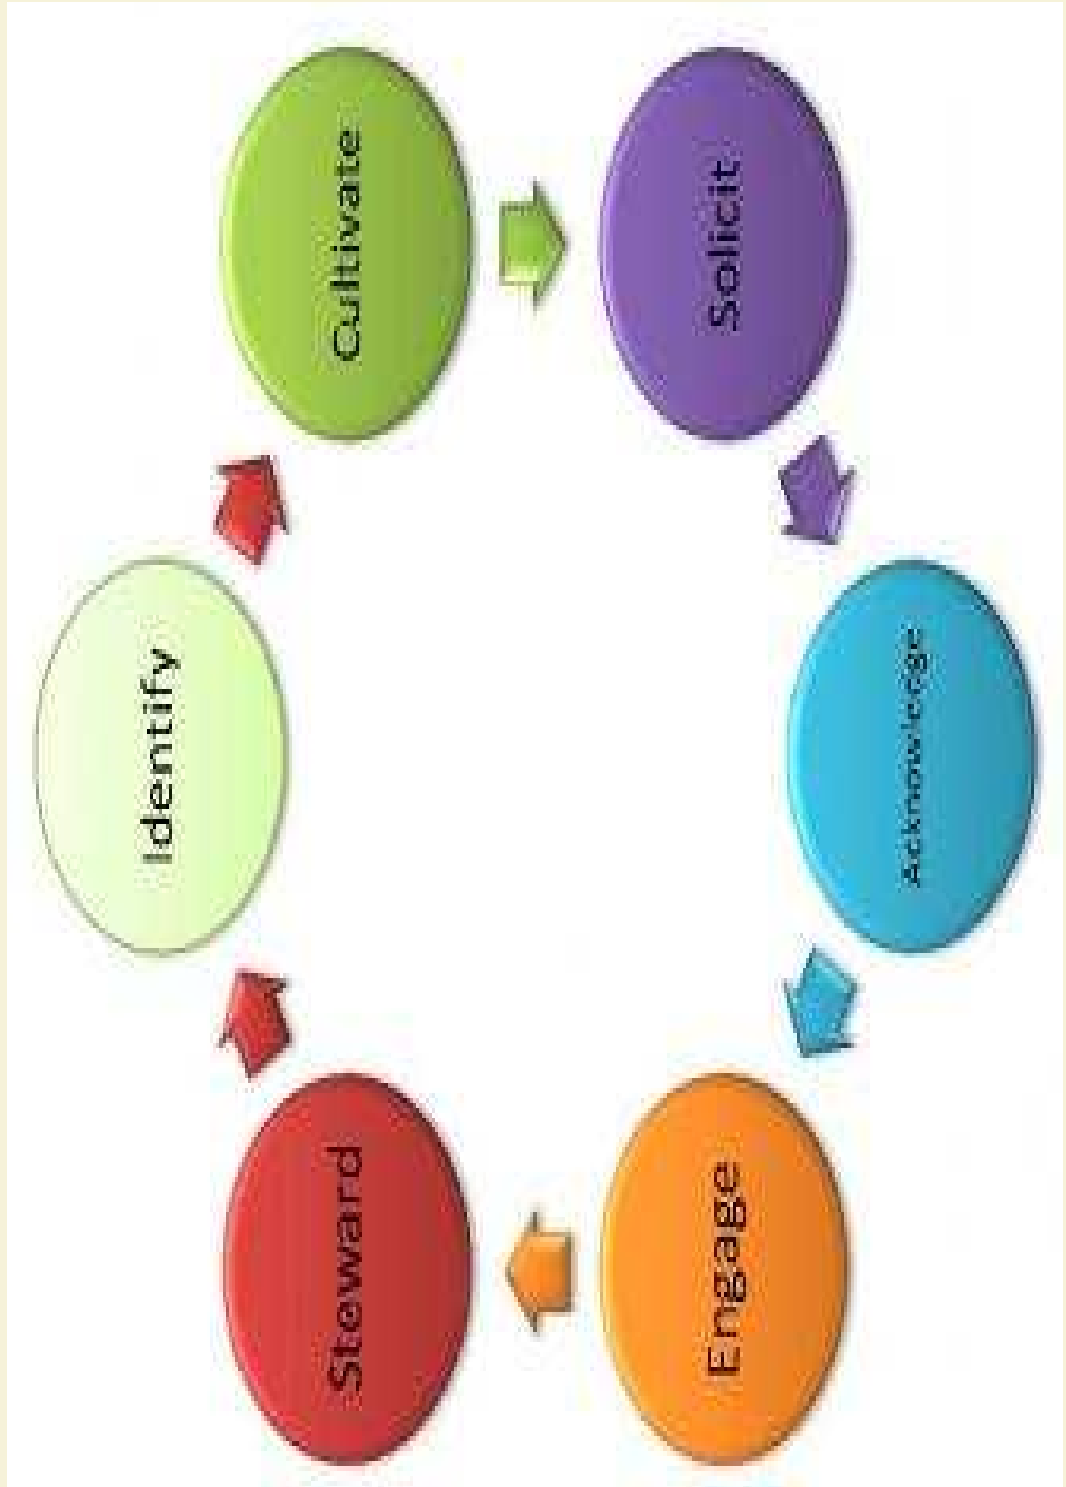 Identify
Cultivate
Solicit
Acknowledge
Engage
Steward